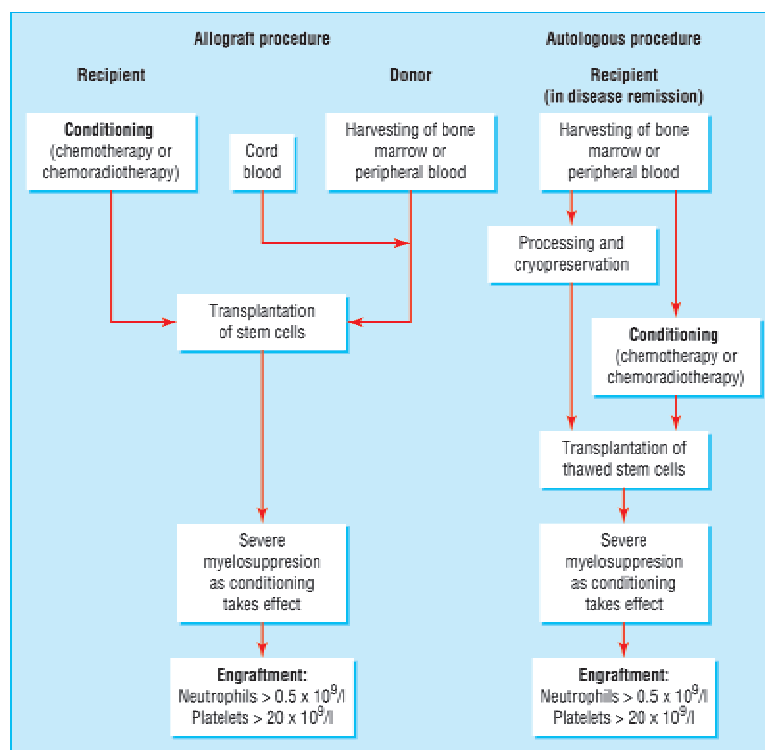 Allograft procedure
Autologous procedure
Recipient
Donor
Recipient
(in disease remission)
Conditioning
(chemotherapy or
chemoradiotherapy)
Cord
blood
Harvesting of bone
marrow or
peripheral blood
Harvesting of bone
marrow or
peripheral blood
Processing and
cryopreservation
Transplantation
of stem cells
Conditioning
(chemotherapy or
chemoradiotherapy)
Transplantation of
thawed stem cells
Severe
myelosuppresion
as conditioning
takes effect
Severe
myelosuppresion
as conditioning
takes effect
Engraftment:
Neutrophils > 0.5 x 10⁹/l
Platelets > 20 x 10⁹/l
Engraftment:
Neutrophils > 0.5 x 10⁹/l
Platelets > 20 x 10⁹/l